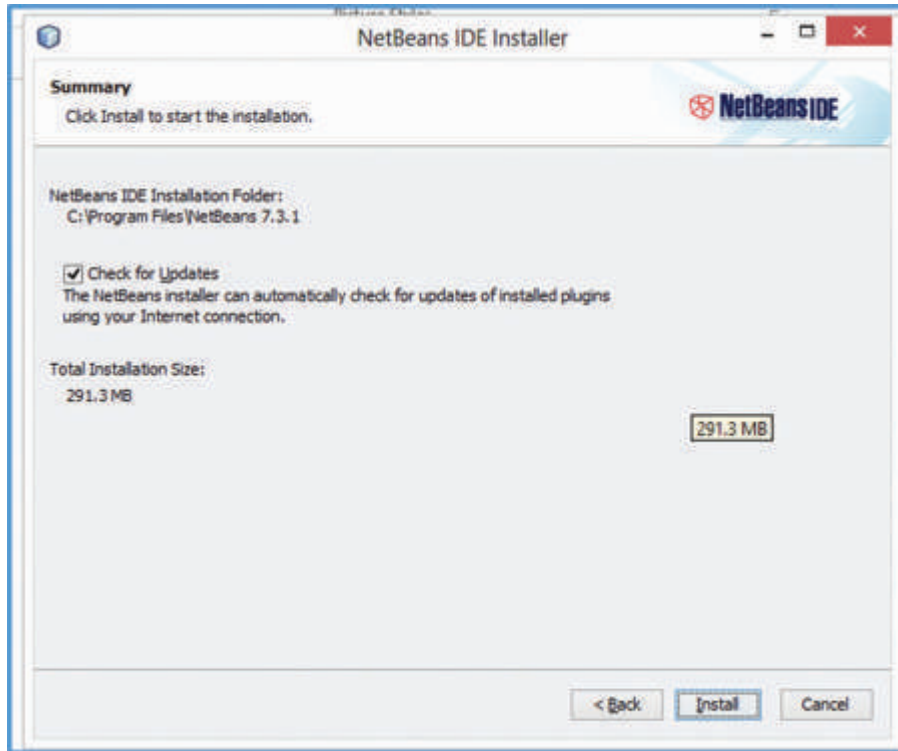 Picture Styles
NetBeans IDE Installer
Summary
Click Install to start the installation.
NetBeans IDE
NetBeans IDE Installation Folder:
C:\Program Files\NetBeans 7.3.1
Check for Updates
The NetBeans installer can automatically check for updates of installed plugins
using your Internet connection.
Total Installation Size:
291.3 MB
291.3 MB
< Back
Install
Cancel